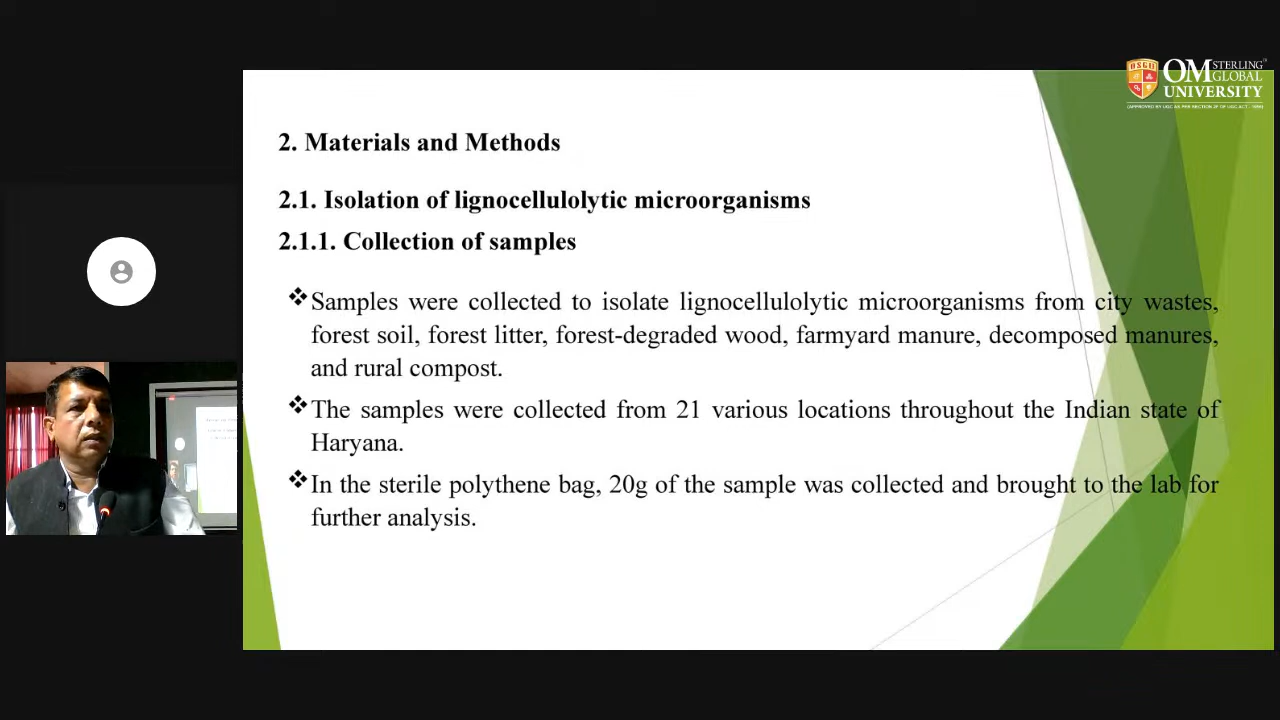 OM STERLING GLOBAL UNIVERSITY
2. Materials and Methods
2.1. Isolation of lignocellulolytic microorganisms
2.1.1. Collection of samples
❖Samples were collected to isolate lignocellulolytic microorganisms from city wastes,
forest soil, forest litter, forest-degraded wood, farmyard manure, decomposed manures,
and rural compost.
❖The samples were collected from 21 various locations throughout the Indian state of
Haryana.
❖In the sterile polythene bag, 20g of the sample was collected and brought to the lab for
further analysis.